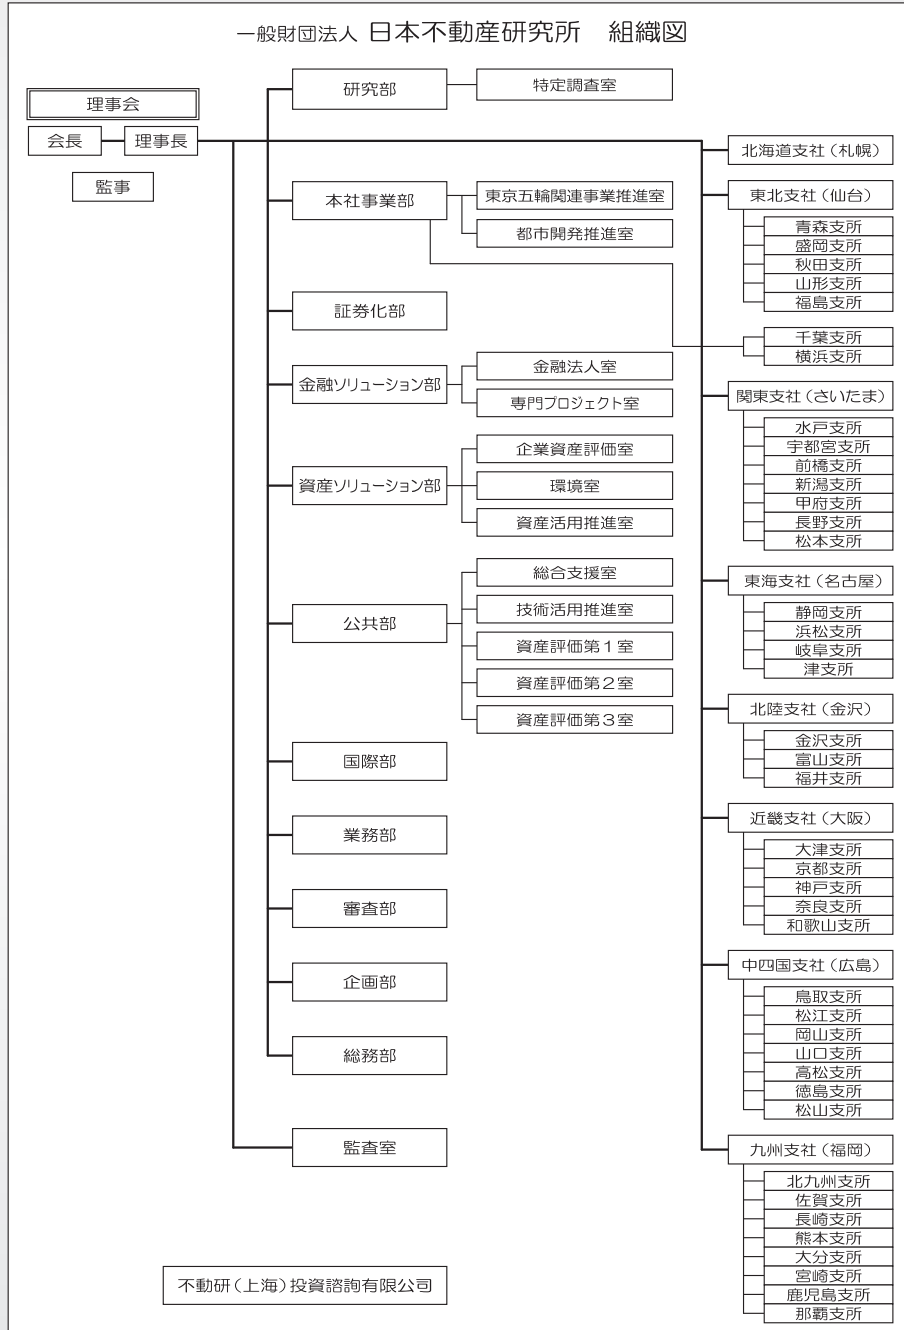 一般財団法人 日本不動産研究所　組織図
理事会
会長
理事長
監事
研究部
特定調査室
本社事業部
東京五輪関連事業推進室
都市開発推進室
証券化部
金融ソリューション部
金融法人室
専門プロジェクト室
資産ソリューション部
企業資産評価室
環境室
資産活用推進室
公共部
総合支援室
技術活用推進室
資産評価第１室
資産評価第２室
資産評価第３室
国際部
業務部
審査部
企画部
総務部
監査室
不動研（上海）投資諮詢有限公司
北海道支社（札幌）
東北支社（仙台）
青森支所
盛岡支所
秋田支所
山形支所
福島支所
千葉支所
横浜支所
関東支社（さいたま）
水戸支所
宇都宮支所
前橋支所
新潟支所
甲府支所
長野支所
松本支所
東海支社（名古屋）
静岡支所
浜松支所
岐阜支所
津支所
北陸支社（金沢）
金沢支所
富山支所
福井支所
近畿支社（大阪）
大津支所
京都支所
神戸支所
奈良支所
和歌山支所
中四国支社（広島）
鳥取支所
松江支所
岡山支所
山口支所
高松支所
徳島支所
松山支所
九州支社（福岡）
北九州支所
佐賀支所
長崎支所
熊本支所
大分支所
宮崎支所
鹿児島支所
那覇支所